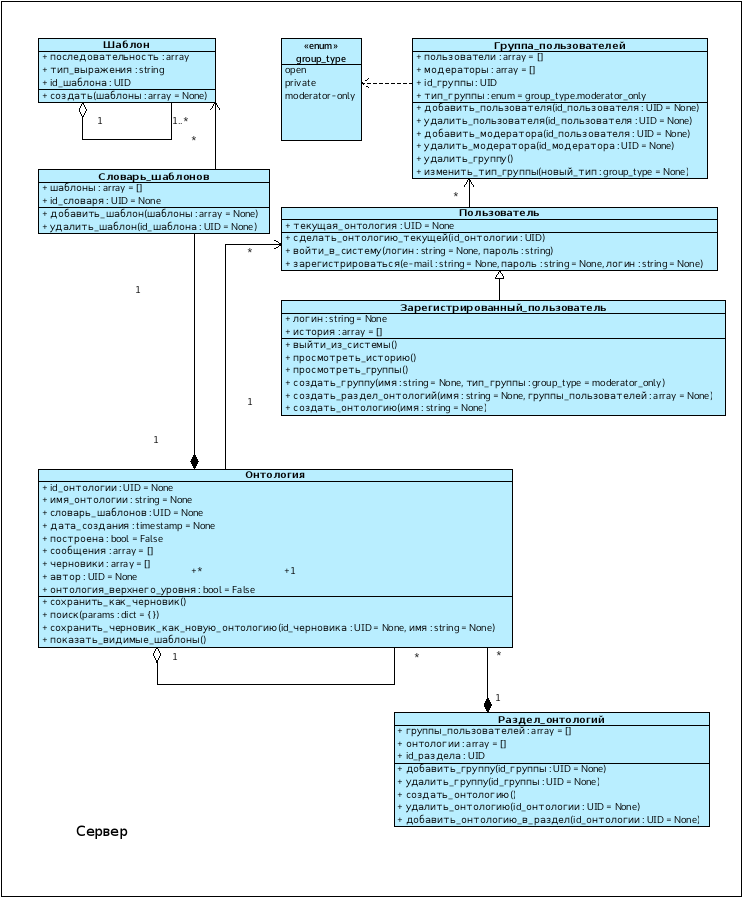 Шаблон
+ последовательность : array
+ тип_выражения : string
+ id_шаблона : UID
+ создать(шаблоны : array = None)
«enum»
group_type
open
private
moderator-only
Группа_пользователей
+ пользователи : array = []
+ модераторы : array = []
+ id_группы : UID
+ тип_группы : enum = group_type.moderator_only
+ добавить_пользователя(id_пользователя : UID = None)
+ удалить_пользователя(id_пользователя : UID = None)
+ добавить_модератора(id_пользователя : UID = None)
+ удалить_модератора(id_модератора : UID = None)
+ удалить_группу()
+ изменить_тип_группы(новый_тип : group_type = None)
1
1..*
*
Словарь_шаблонов
+ шаблоны : array = []
+ id_словаря : UID = None
+ добавить_шаблон(шаблоны : array = None)
+ удалить_шаблон(id_шаблона : UID = None)
*
Пользователь
+ текущая_онтология : UID = None
+ сделать_онтологию_текущей(id_онтологии : UID)
+ войти_в_систему(логин : string = None, пароль : string)
+ зарегистрироваться(e-mail : string = None, пароль : string = None, логин : string = None)
*
1
Зарегистрированный_пользователь
+ логин : string = None
+ история : array = []
+ выйти_из_системы()
+ просмотреть_историю()
+ просмотреть_группы()
+ создать_группу(имя : string = None, тип_группы : group_type = moderator_only)
+ создать_раздел_онтологий(имя : string = None, группы_пользователей : array = None)
+ создать_онтологию(имя : string = None)
1
1
Онтология
+ id_онтологии : UID = None
+ имя_онтологии : string = None
+ словарь_шаблонов : UID = None
+ дата_создания : timestamp = None
+ построена : bool = False
+ сообщения : array = []
+ черновики : array = []
+ автор : UID = None
+ онтология_верхнего_уровня : bool = False
+*
+1
+ сохранить_как_черновик()
+ поиск(params : dict = {})
+ сохранить_черновик_как_новую_онтологию(id_черновика : UID = None, имя : string = None)
+ показать_видимые_шаблоны()
1
*
*
1
Раздел_онтологий
+ группы_пользователей : array = []
+ онтологии : array = []
+ id_раздела : UID
+ добавить_группу(id_группы : UID = None)
+ удалить_группу(id_группы : UID = None)
+ создать_онтологию()
+ удалить_онтологию(id_онтологии : UID = None)
+ добавить_онтологию_в_раздел(id_онтологии : UID = None)
Сервер